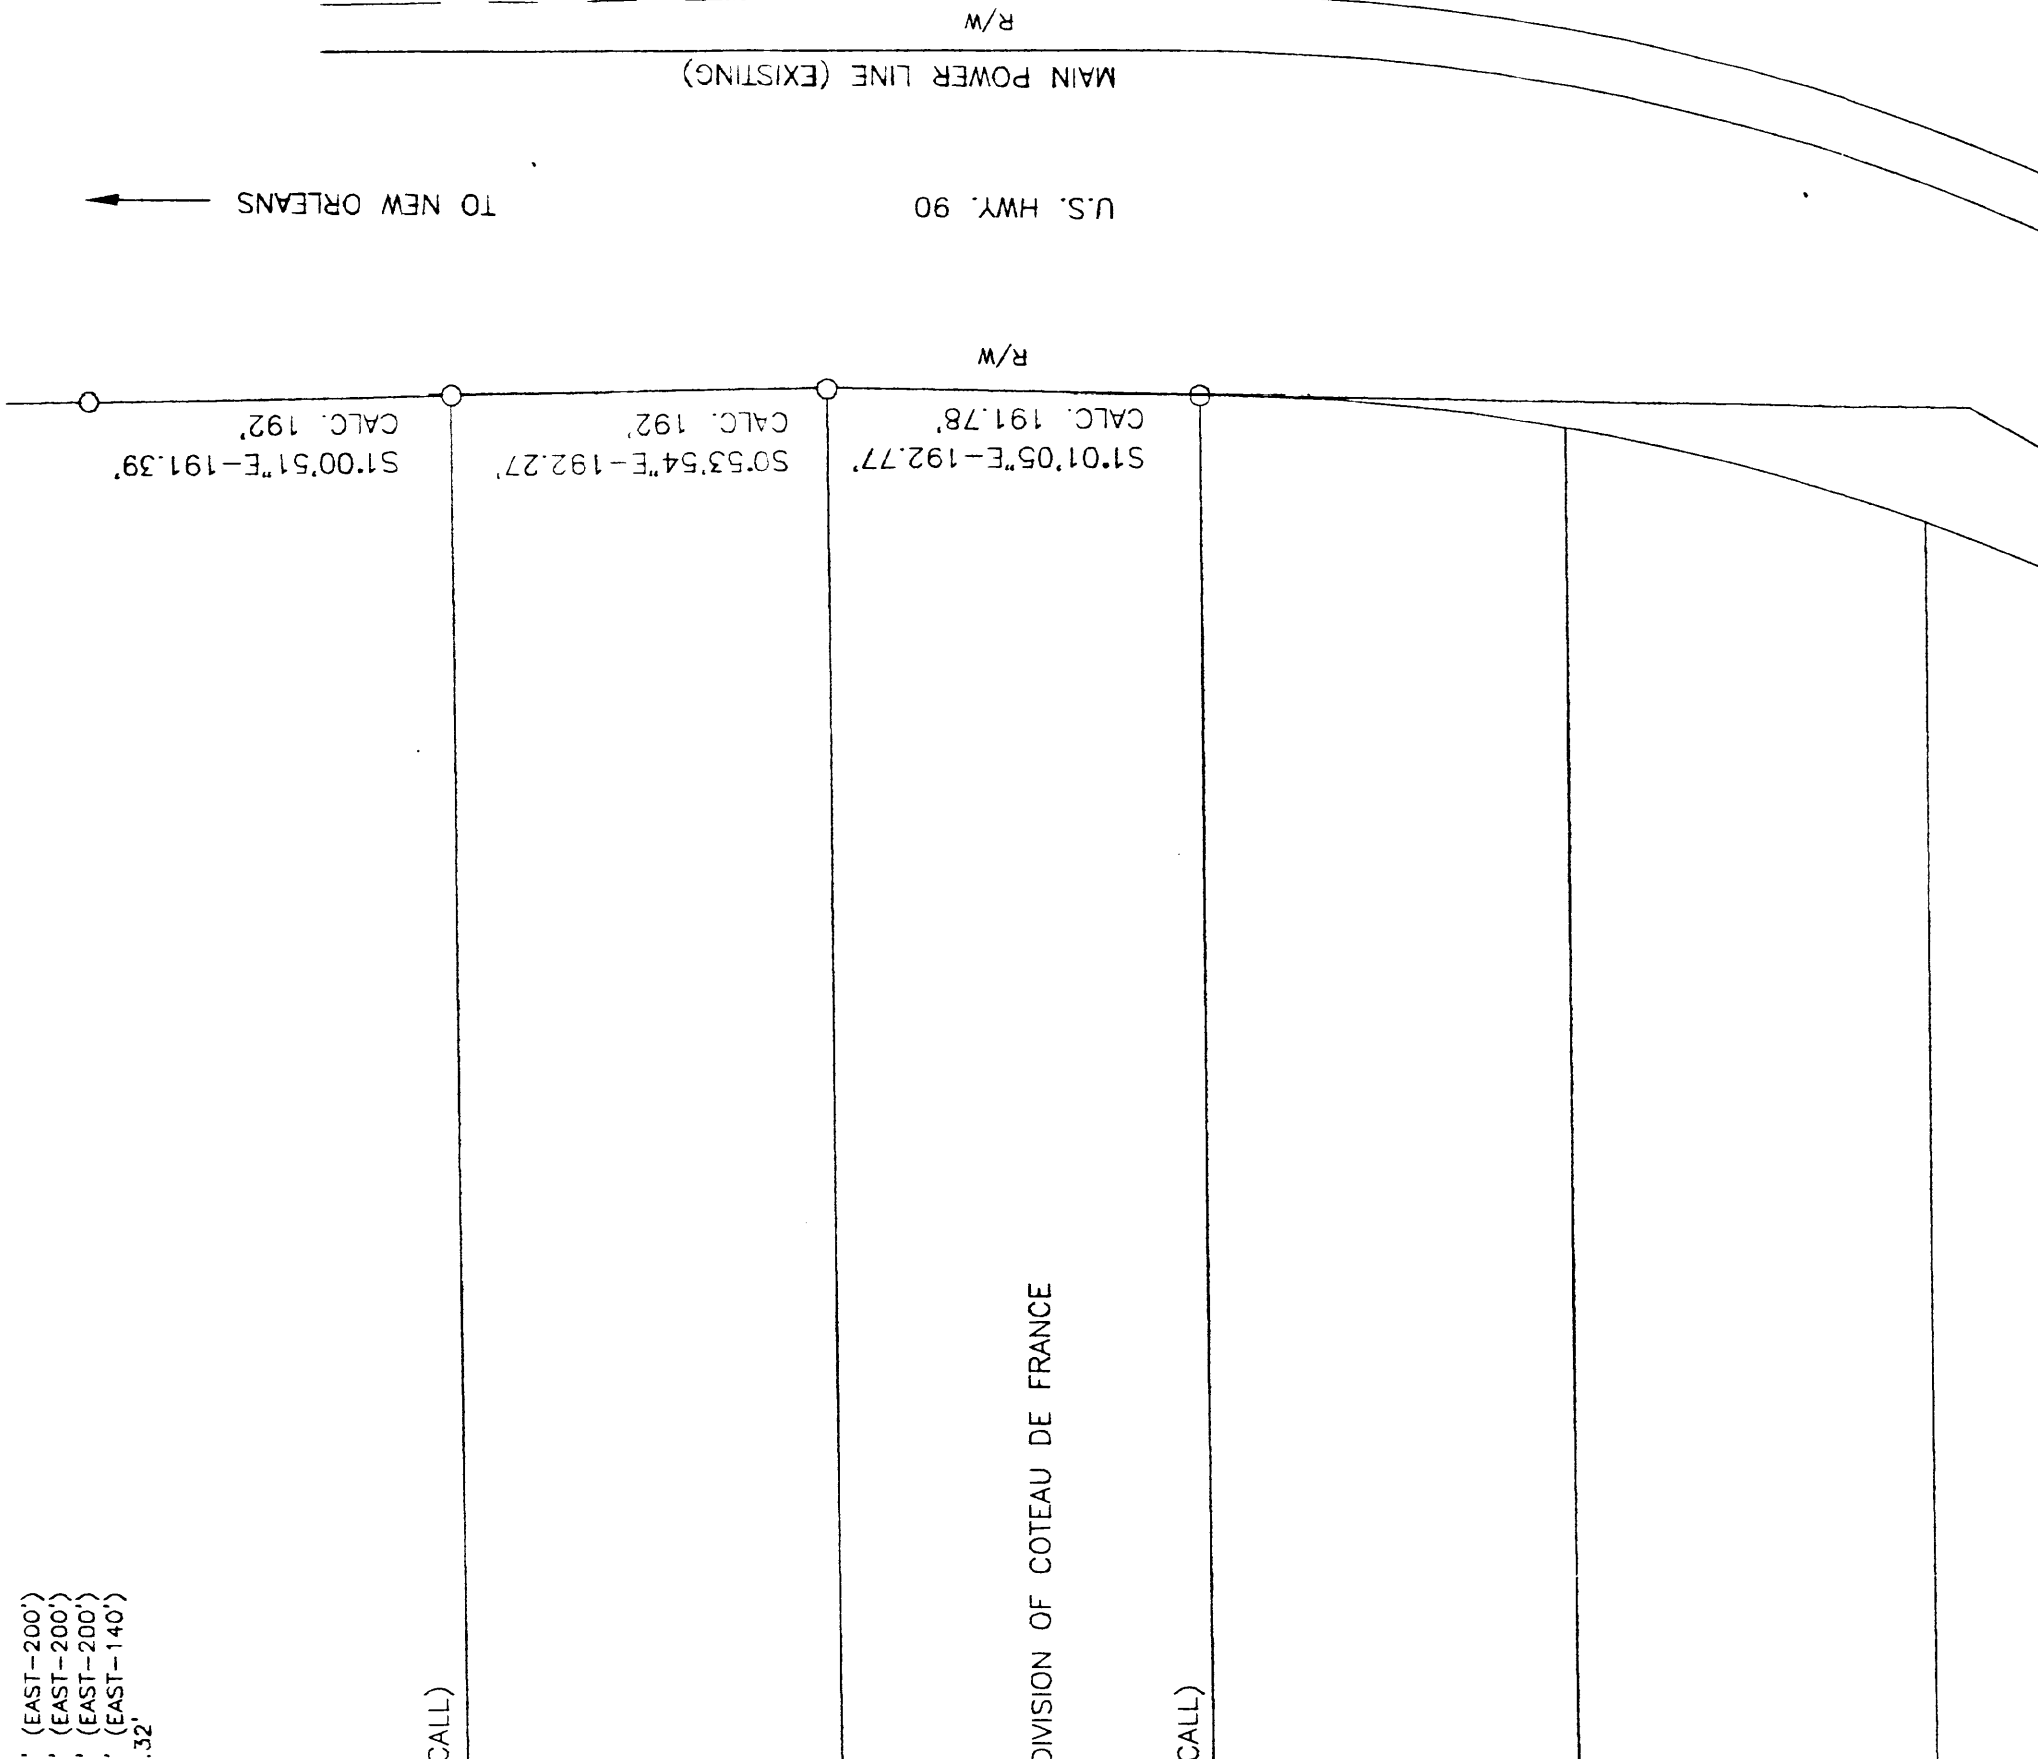 R/W
MAIN POWER LINE (EXISTING)
TO NEW ORLEANS
U.S. HWY. 90
R/W
S1°00'51"E-191.39'
CALC. 192'
S0°53'54"E-192.27'
CALC. 192'
S1°01'05"E-192.77'
CALC. 191.78'
' (EAST-200')
' (EAST-200')
' (EAST-200')
' (EAST-140')
.32'
CALL)
DIVISION OF COTEAU DE FRANCE
CALL)